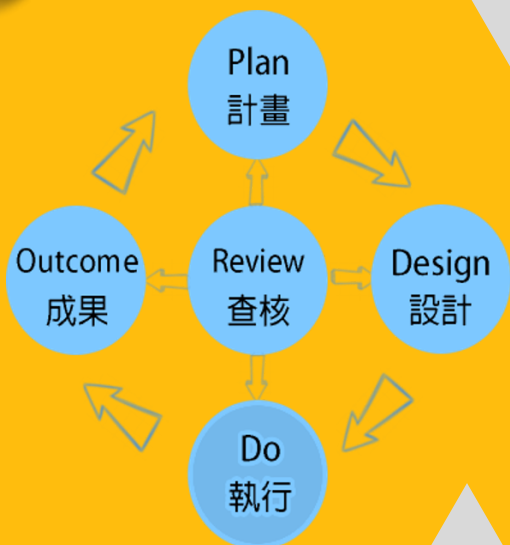 Plan
計畫
Outcome
成果
Review
查核
Design
設計
Do
執行